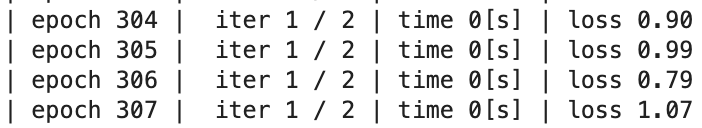 | epoch 304 |  iter 1 / 2 | time 0[s] | loss 0.90
| epoch 305 |  iter 1 / 2 | time 0[s] | loss 0.99
| epoch 306 |  iter 1 / 2 | time 0[s] | loss 0.79
| epoch 307 |  iter 1 / 2 | time 0[s] | loss 1.07